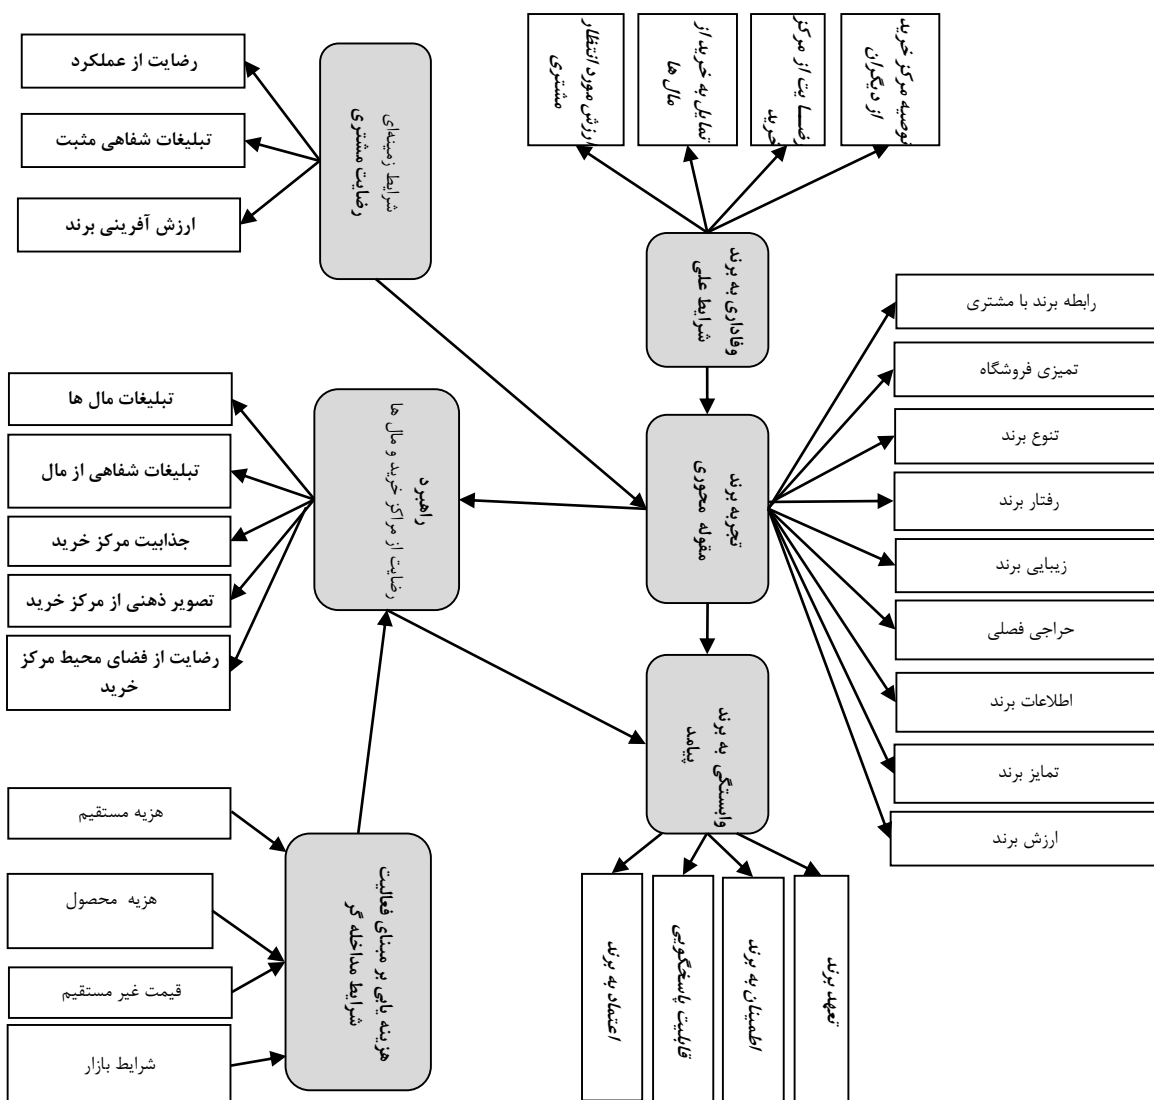 توصیه مرکز خرید
از دیگران
رضـــا یت از مرکز
خرید
تمایل به خرید از
مال ها
ارزش مورد انتظار
مشتری
شرایط زمینه‌ای
رضایت مشتری
رضایت از عملکرد
تبلیغات شفاهی مثبت
ارزش آفرینی برند
وفاداری به برند
شرایط علی
رابطه برند با مشتری
تمیزی فروشگاه
تنوع برند
رفتار برند
زیبایی برند
حراجی فصلی
اطلاعات برند
تمایز برند
ارزش برند
تجربه برند
مقوله محوری
راهبرد
رضایت از مراکز خرید و مال ها
تبلیغات مال ها
تبلیغات شفاهی از مال
جذابیت مرکز خرید
تصویر ذهنی از مرکز خرید
رضایت از فضای محیط مرکز
خرید
وابستگی به برند
پیامد
تعهد برند
اطمینان به برند
قابلیت پاسخگویی
اعتماد به برند
هزینه یابی بر مبنای فعالیت
شرایط مداخله گر
هزیه مستقیم
هزیه محصول
قیمت غیر مستقیم
شرایط بازار